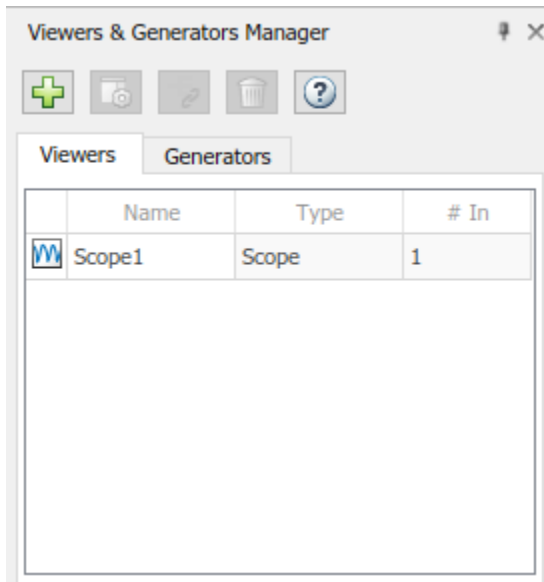 Viewers & Generators Manager
?
Viewers Generators
Name Type # In
Scope1 Scope 1